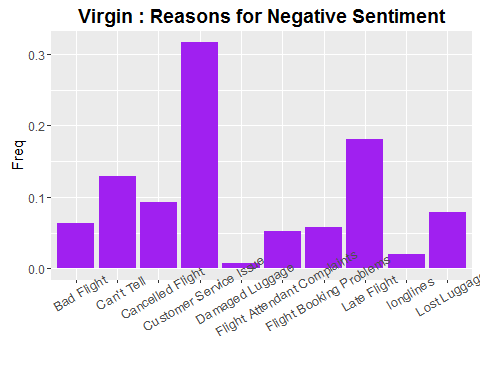 Virgin : Reasons for Negative Sentiment
Freq
0.3
0.2
0.1
0.0
Bad Flight
Can't Tell
Cancelled Flight
Customer Service Issue
Damaged Luggage
Flight Attendant Complaints
Flight Booking Problems
Late Flight
longlines
Lost Luggage